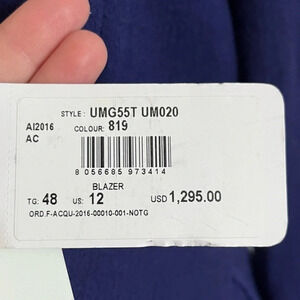 STYLE : UMG55T UM020
AI2016 COLOUR: 819
AC
8 056685 973414
BLAZER
TG: 48 US: 12 USD 1,295.00
ORD.F-ACQU-2016-00010-001-NOTG